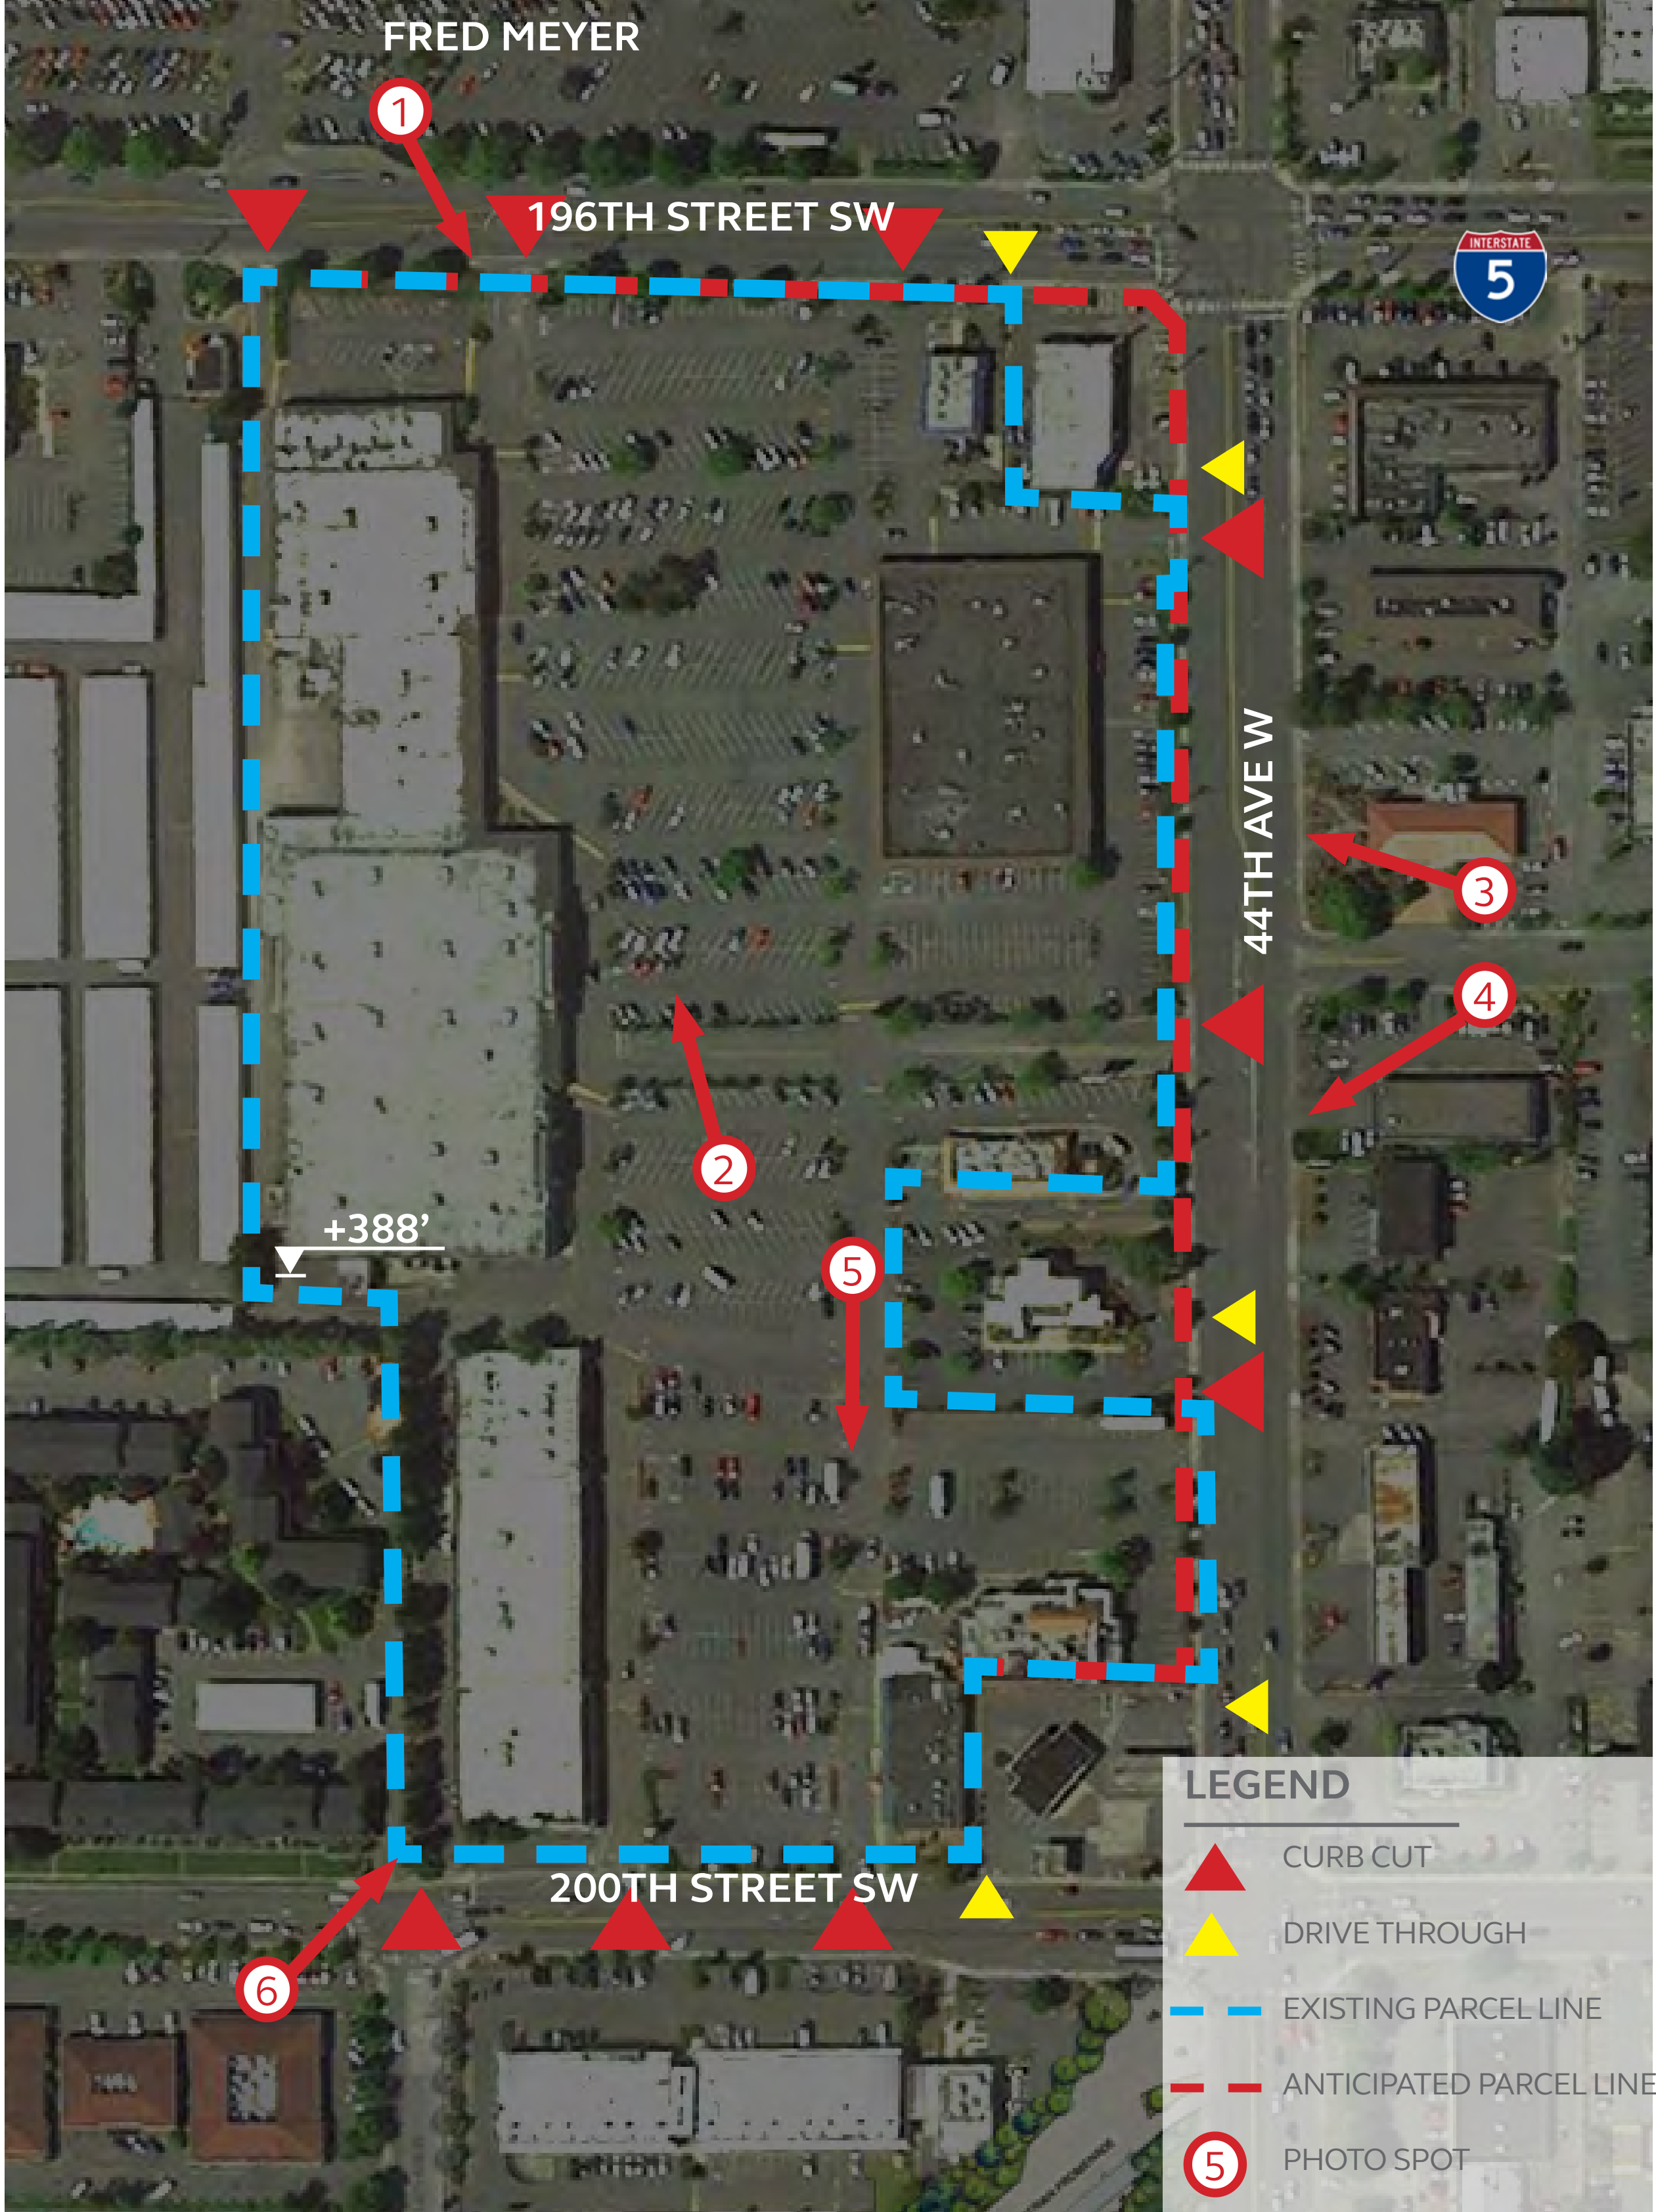 FRED MEYER
1
196TH STREET SW
INTERSTATE
5
44TH AVE W
3
4
2
+388’
5
200TH STREET SW
6
LEGEND
CURB CUT
DRIVE THROUGH
EXISTING PARCEL LINE
ANTICIPATED PARCEL LINE
5
PHOTO SPOT